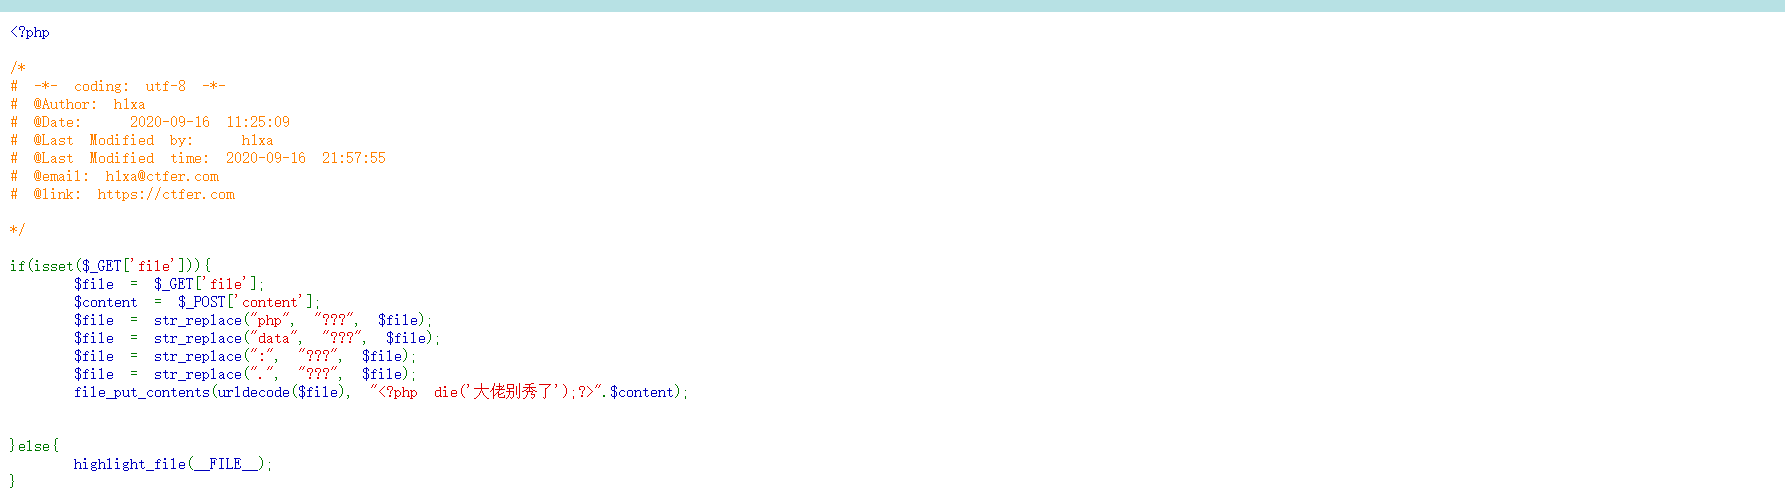 <?php
/*
# -*- coding: utf-8 -*-
# @Author: hlxa
# @Date: 2020-09-16 11:25:09
# @Last Modified by: hlxa
# @Last Modified time: 2020-09-16 21:57:55
# @email: hlxa@ctfer.com
# @link: https://ctfer.com
*/
if(isset($_GET['file'])){
$file = $_GET['file'];
$content = $_POST['content'];
$file = str_replace("php", "???", $file);
$file = str_replace("data", "???", $file);
$file = str_replace(":", "???", $file);
$file = str_replace(".", "???", $file);
file_put_contents(urldecode($file), "<?php die('大佬别秀了');?>".$content);
}else{
highlight_file(__FILE__);
}